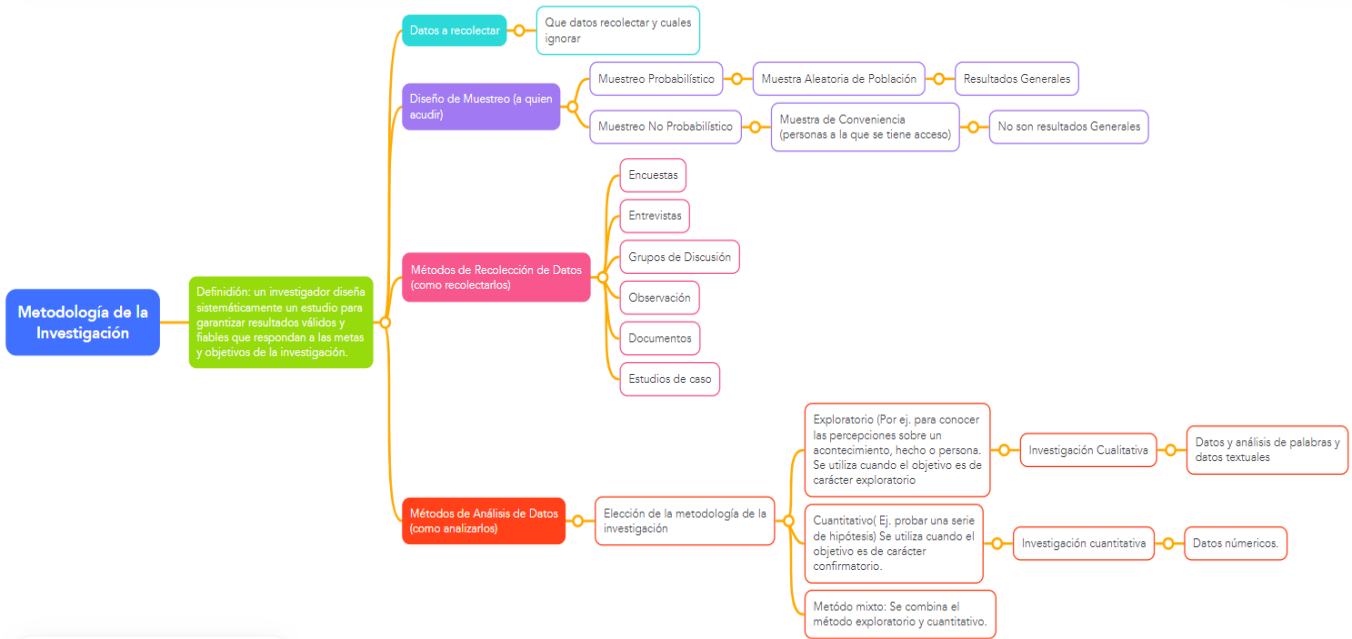 Metodología de la
Investigación
Definidión: un investigador diseña
sistemáticamente un estudio para
garantizar resultados válidos y
fiables que respondan a las metas
y objetivos de la investigación.
Datos a recolectar
Que datos recolectar y cuales
ignorar
Diseño de Muestreo (a quien
acudir)
Muestreo Probabilístico
Muestra Aleatoria de Población
Resultados Generales
Muestreo No Probabilístico
Muestra de Conveniencia
(personas a la que se tiene acceso)
No son resultados Generales
Métodos de Recolección de Datos
(como recolectarlos)
Encuestas
Entrevistas
Grupos de Discusión
Observación
Documentos
Estudios de caso
Métodos de Análisis de Datos
(como analizarlos)
Elección de la metodología de la
investigación
Exploratorio (Por ej. para conocer
las percepciones sobre un
acontecimiento, hecho o persona.
Se utiliza cuando el objetivo es de
carácter exploratorio
Investigación Cualitativa
Datos y análisis de palabras y
datos textuales
Cuantitativo( Ej. probar una serie
de hipótesis) Se utiliza cuando el
objetivo es de carácter
confirmatorio.
Investigación cuantitativa
Datos númericos.
Metódo mixto: Se combina el
método exploratorio y cuantitativo.